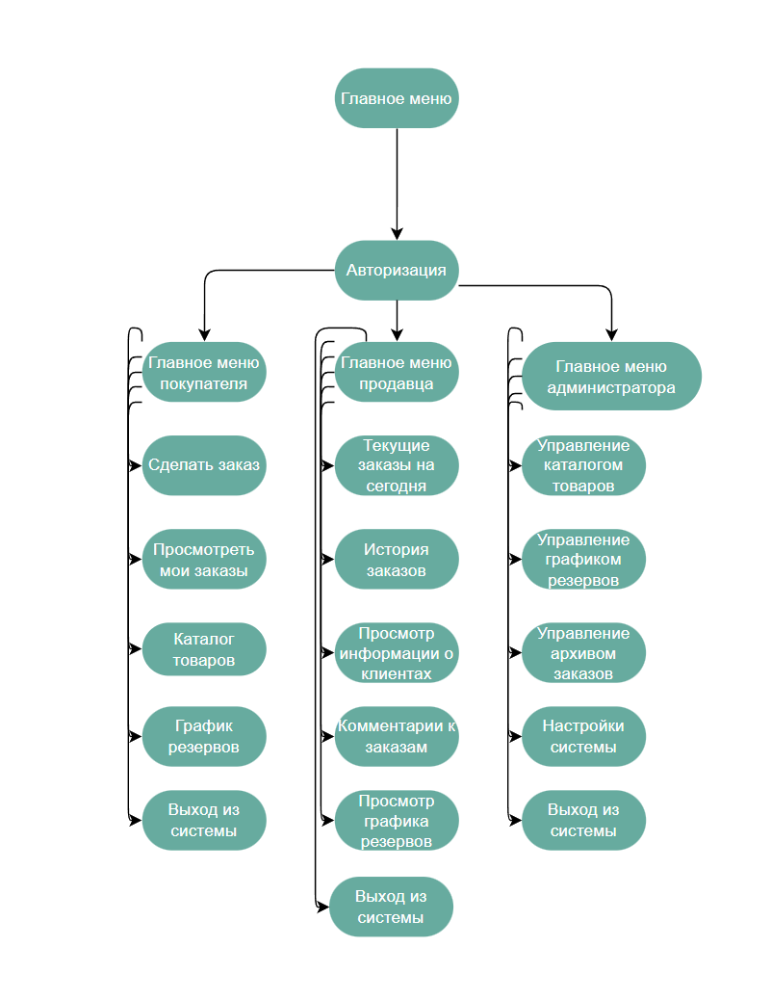 Главное меню
Авторизация
Главное меню
покупателя
Главное меню
продавца
Главное меню
администратора
Сделать заказ
Текущие
заказы на
сегодня
Управление
каталогом
товаров
Просмотреть
мои заказы
История
заказов
Управление
графиком
резервов
Каталог
товаров
Просмотр
информации о
клиентах
Управление
архивом
заказов
График
резервов
Комментарии к
заказам
Настройки
системы
Выход из
системы
Просмотр
графика
резервов
Выход из
системы
Выход из
системы